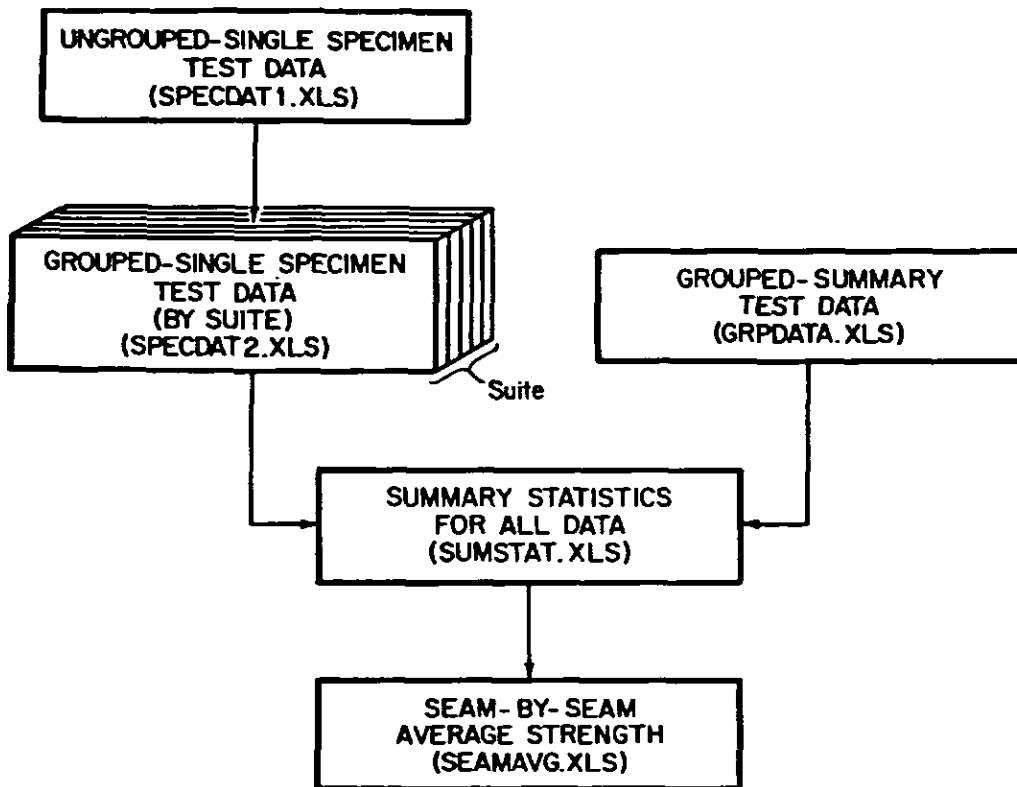 UNGROUPED-SINGLE SPECIMEN
TEST DATA
(SPECDAT1.XLS)
GROUPED-SINGLE SPECIMEN
TEST DATA
(BY SUITE)
(SPECDAT2.XLS)
Suite
GROUPED-SUMMARY
TEST DATA
(GRPDATA.XLS)
SUMMARY STATISTICS
FOR ALL DATA
(SUMSTAT.XLS)
SEAM-BY-SEAM
AVERAGE STRENGTH
(SEAMAVG.XLS)